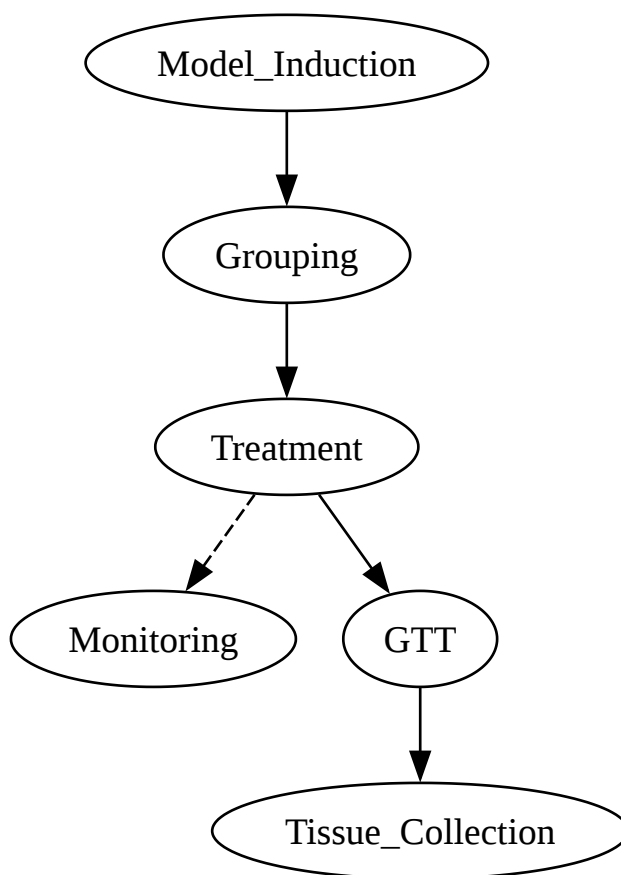 Model_Induction
Grouping
Treatment
Monitoring
GTT
Tissue_Collection